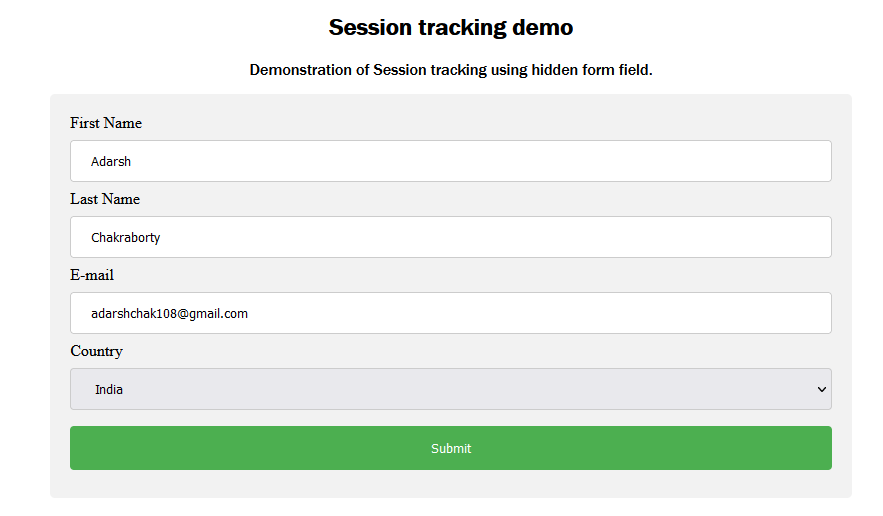 Session tracking demo
Demonstration of Session tracking using hidden form field.
First Name
Adarsh
Last Name
Chakraborty
E-mail
adarshchak108@gmail.com
Country
India
Submit